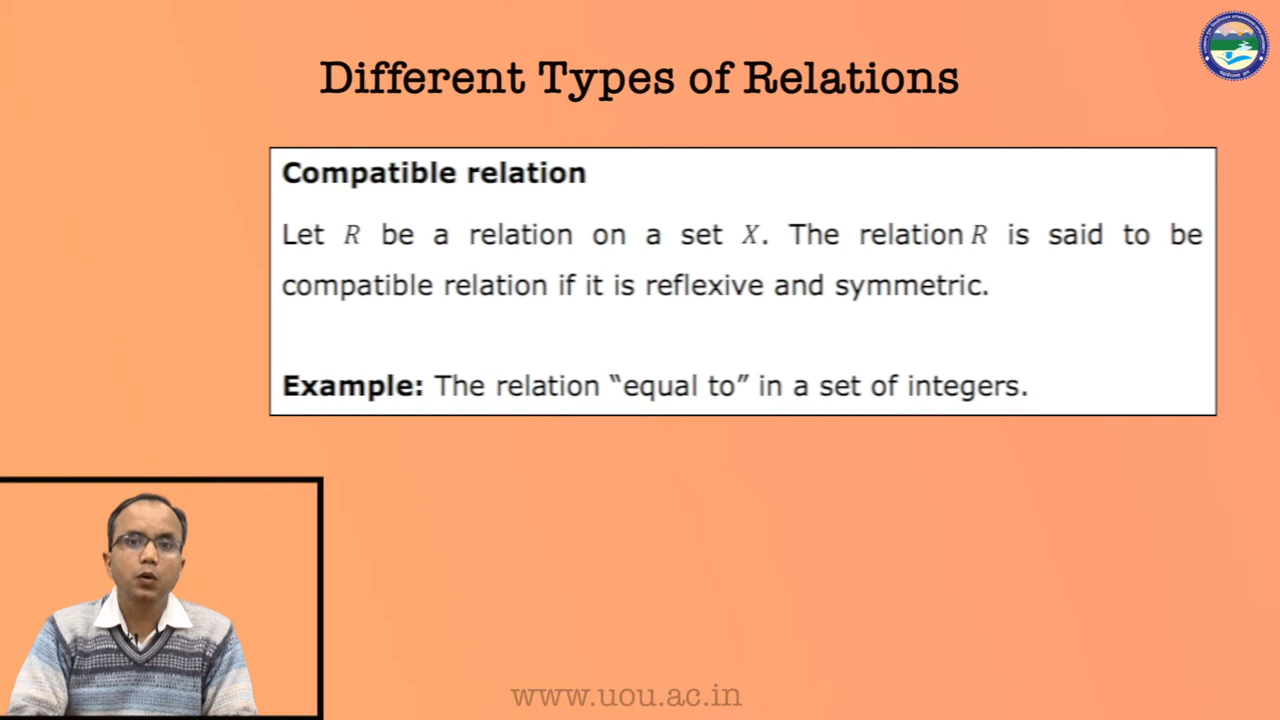 Different Types of Relations
Compatible relation
Let R be a relation on a set X. The relation R is said to be
compatible relation if it is reflexive and symmetric.
Example: The relation “equal to” in a set of integers.
www.uou.ac.in